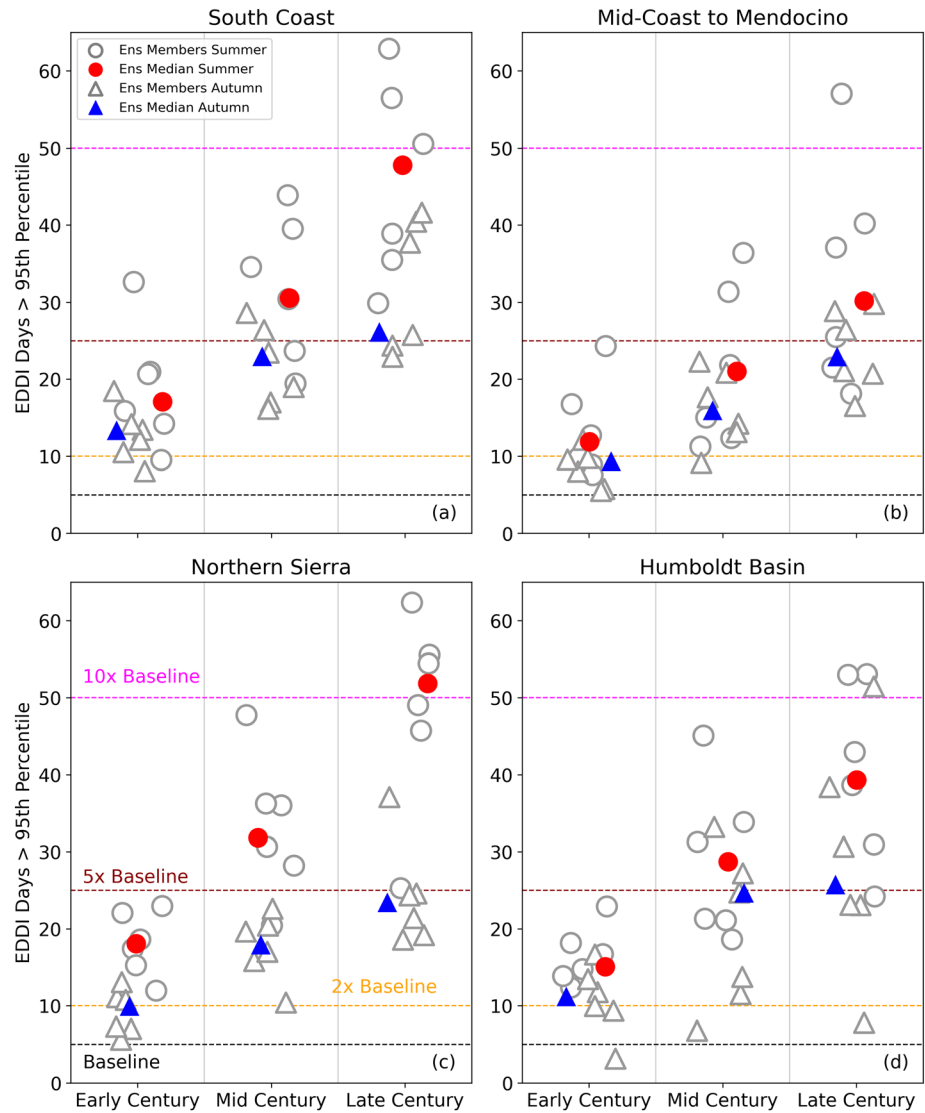 South Coast
Mid-Coast to Mendocino
EDDI Days > 95th Percentile
60
50
40
30
20
10
0
Ens Members Summer
Ens Median Summer
Ens Members Autumn
Ens Median Autumn
(a)
60
50
40
30
20
10
0
(b)
Northern Sierra
Humboldt Basin
EDDI Days > 95th Percentile
60
50
40
30
20
10
0
10x Baseline
5x Baseline
2x Baseline
Baseline
(c)
Early Century
Mid Century
Late Century
60
50
40
30
20
10
0
(d)
Early Century
Mid Century
Late Century